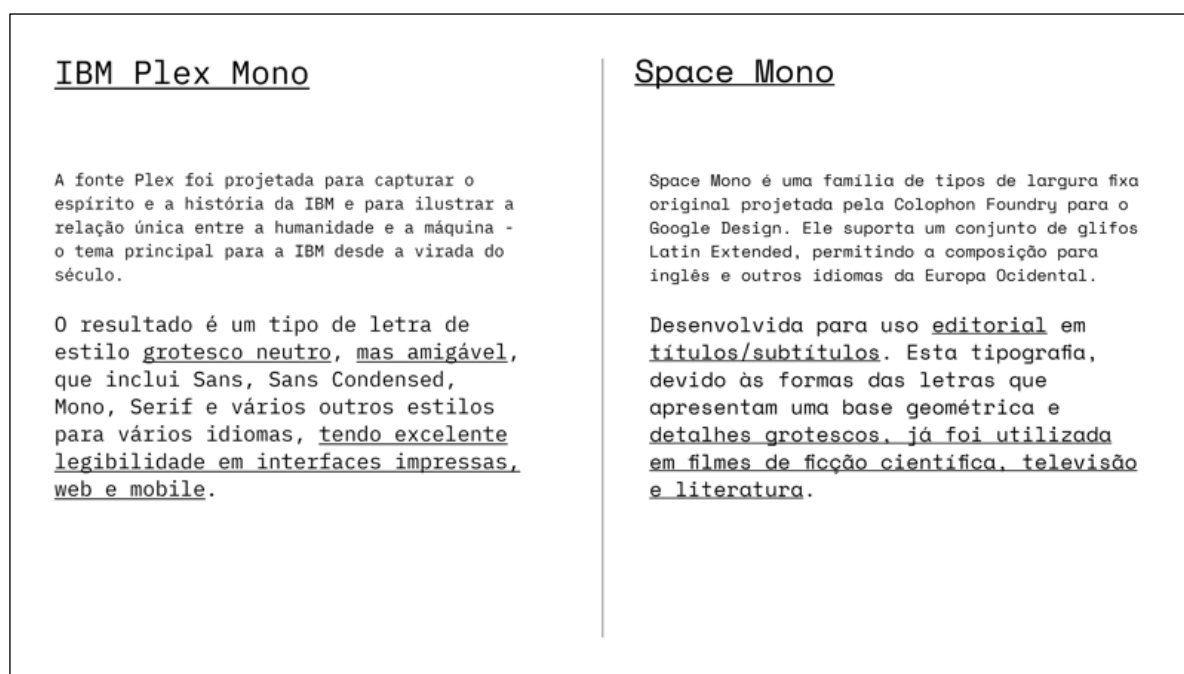 IBM Plex Mono
A fonte Plex foi projetada para capturar o
espírito e a história da IBM e para ilustrar a
relação única entre a humanidade e a máquina -
o tema principal para a IBM desde a virada do
século.
O resultado é um tipo de letra de
estilo grotesco neutro, mas amigável,
que inclui Sans, Sans Condensed,
Mono, Serif e vários outros estilos
para vários idiomas, tendo excelente
legibilidade em interfaces impressas,
web e mobile.
Space Mono
Space Mono é uma família de tipos de largura fixa
original projetada pela Colophon Foundry para o
Google Design. Ele suporta um conjunto de glifos
Latin Extended, permitindo a composição para
inglês e outros idiomas da Europa Ocidental.
Desenvolvida para uso editorial em
títulos/subtítulos. Esta tipografia,
devido às formas das letras que
apresentam uma base geométrica e
detalhes grotescos, já foi utilizada
em filmes de ficção científica, televisão
e literatura.